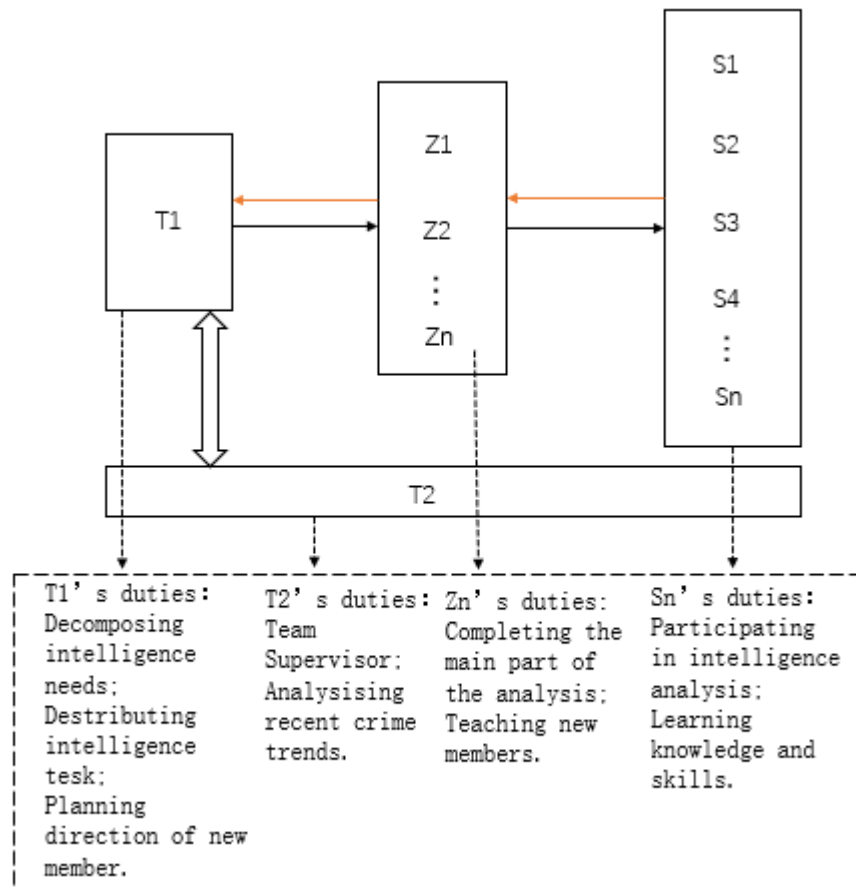 S1
Z1
S2
T1
Z2
S3
⋮
S4
Zn
⋮
Sn
T2
T1's duties:
Decomposing
intelligence
needs;
Destributing
intelligence
tesk;
Planning
direction of new
member.
T2's duties:
Team
Supervisor;
Analysising
recent crime
trends.
Zn's duties:
Completing the
main part of
the analysis;
Teaching new
members.
Sn's duties:
Participating
in intelligence
analysis;
Learning
knowledge and
skills.